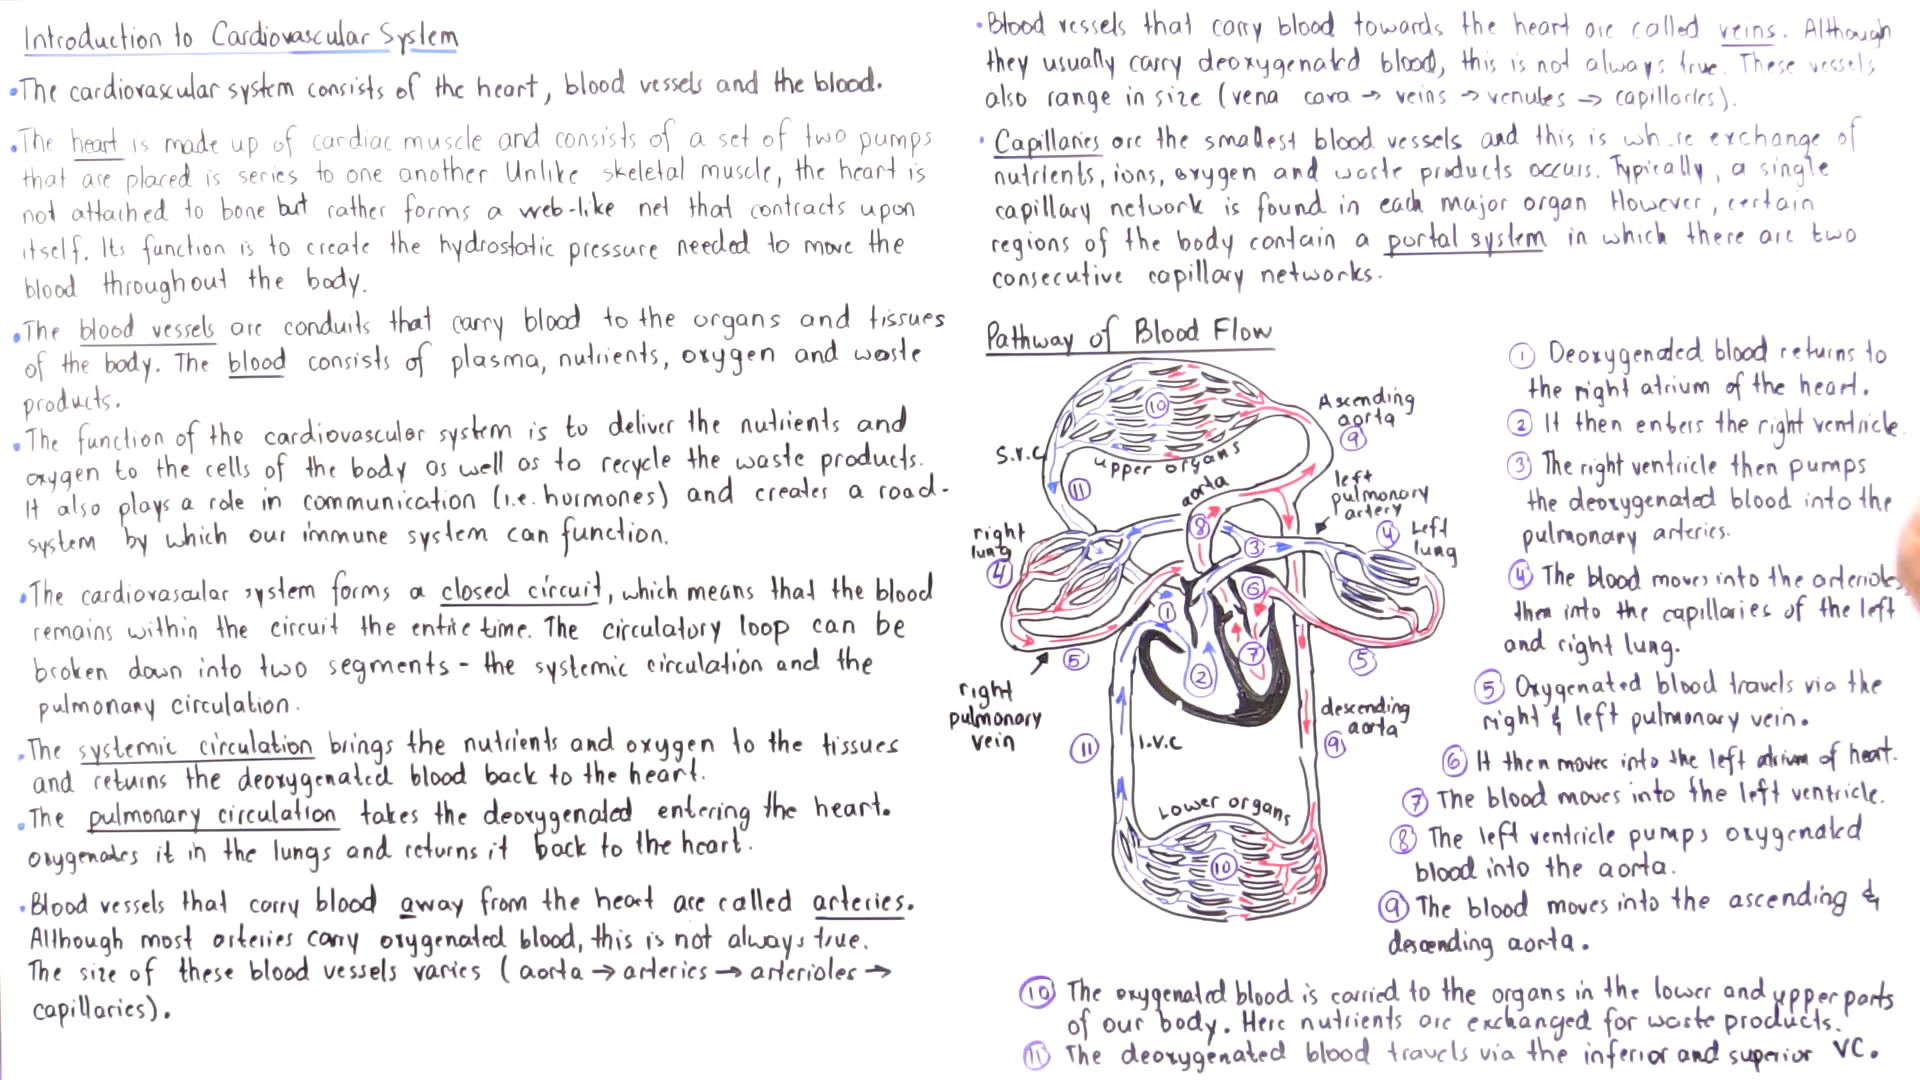 Introduction to Cardiovascular System
•The cardiovascular system consists of the heart, blood vessels and the blood.
•The heart is made up of cardiac muscle and consists of a set of two pumps
that are placed is series to one another Unlike skeletal muscle, the heart is
not attached to bone but rather forms a web-like net that contracts upon
itself. Its function is to create the hydrostatic pressure needed to move the
blood throughout the body.
•The blood vessels are conduits that carry blood to the organs and tissues
of the body. The blood consists of plasma, nutrients, oxygen and waste
products.
•The function of the cardiovascular system is to deliver the nutrients and
oxygen to the cells of the body as well as to recycle the waste products.
It also plays a role in communication (i.e. hormones) and creates a road-
system by which our immune system can function.
•The cardiovascular system forms a closed circuit, which means that the blood
remains within the circuit the entire time. The circulatory loop can be
broken down into two segments - the systemic circulation and the
pulmonary circulation.
•The systemic circulation brings the nutrients and oxygen to the tissues
and returns the deoxygenated blood back to the heart.
•The pulmonary circulation takes the deoxygenated entering the heart.
oxygenates it in the lungs and returns it back to the heart.
•Blood vessels that carry blood away from the heart are called arteries.
Although most arteries carry oxygenated blood, this is not always true.
The size of these blood vessels varies (aorta → arteries → arterioles →
capillaries).
•Blood vessels that carry blood towards the heart are called veins. Although
they usually carry deoxygenated blood, this is not always true. These vessels
also range in size (vena cava → veins → venules → capillaries).
•Capillaries are the smallest blood vessels and this is where exchange of
nutrients, ions, oxygen and waste products occurs. Typically, a single
capillary network is found in each major organ However, certain
regions of the body contain a portal system in which there are two
consecutive capillary networks.
Pathway of Blood Flow
10
Ascending
aorta
9
S.V.C
upper organs
11
aorta
left
pulmonary
artery
8
3
4
Left
lung
right
lung
4
6
1
5
7
2
5
right
pulmonary
vein
11
I.V.C
descending
aorta
9
Lower organs
10
1 Deoxygenated blood returns to
the right atrium of the heart.
2 It then enters the right ventricle.
3 The right ventricle then pumps
the deoxygenated blood into the
pulmonary arteries.
4 The blood moves into the arterioles,
then into the capillaries of the left
and right lung.
5 Oxygenated blood travels via the
right & left pulmonary vein.
6 It then moves into the left atrium of heart.
7 The blood moves into the left ventricle.
8 The left ventricle pumps oxygenated
blood into the aorta.
9 The blood moves into the ascending &
descending aorta.
10 The oxygenated blood is carried to the organs in the lower and upper parts
of our body. Here nutrients are exchanged for waste products.
11 The deoxygenated blood travels via the inferior and superior VC.